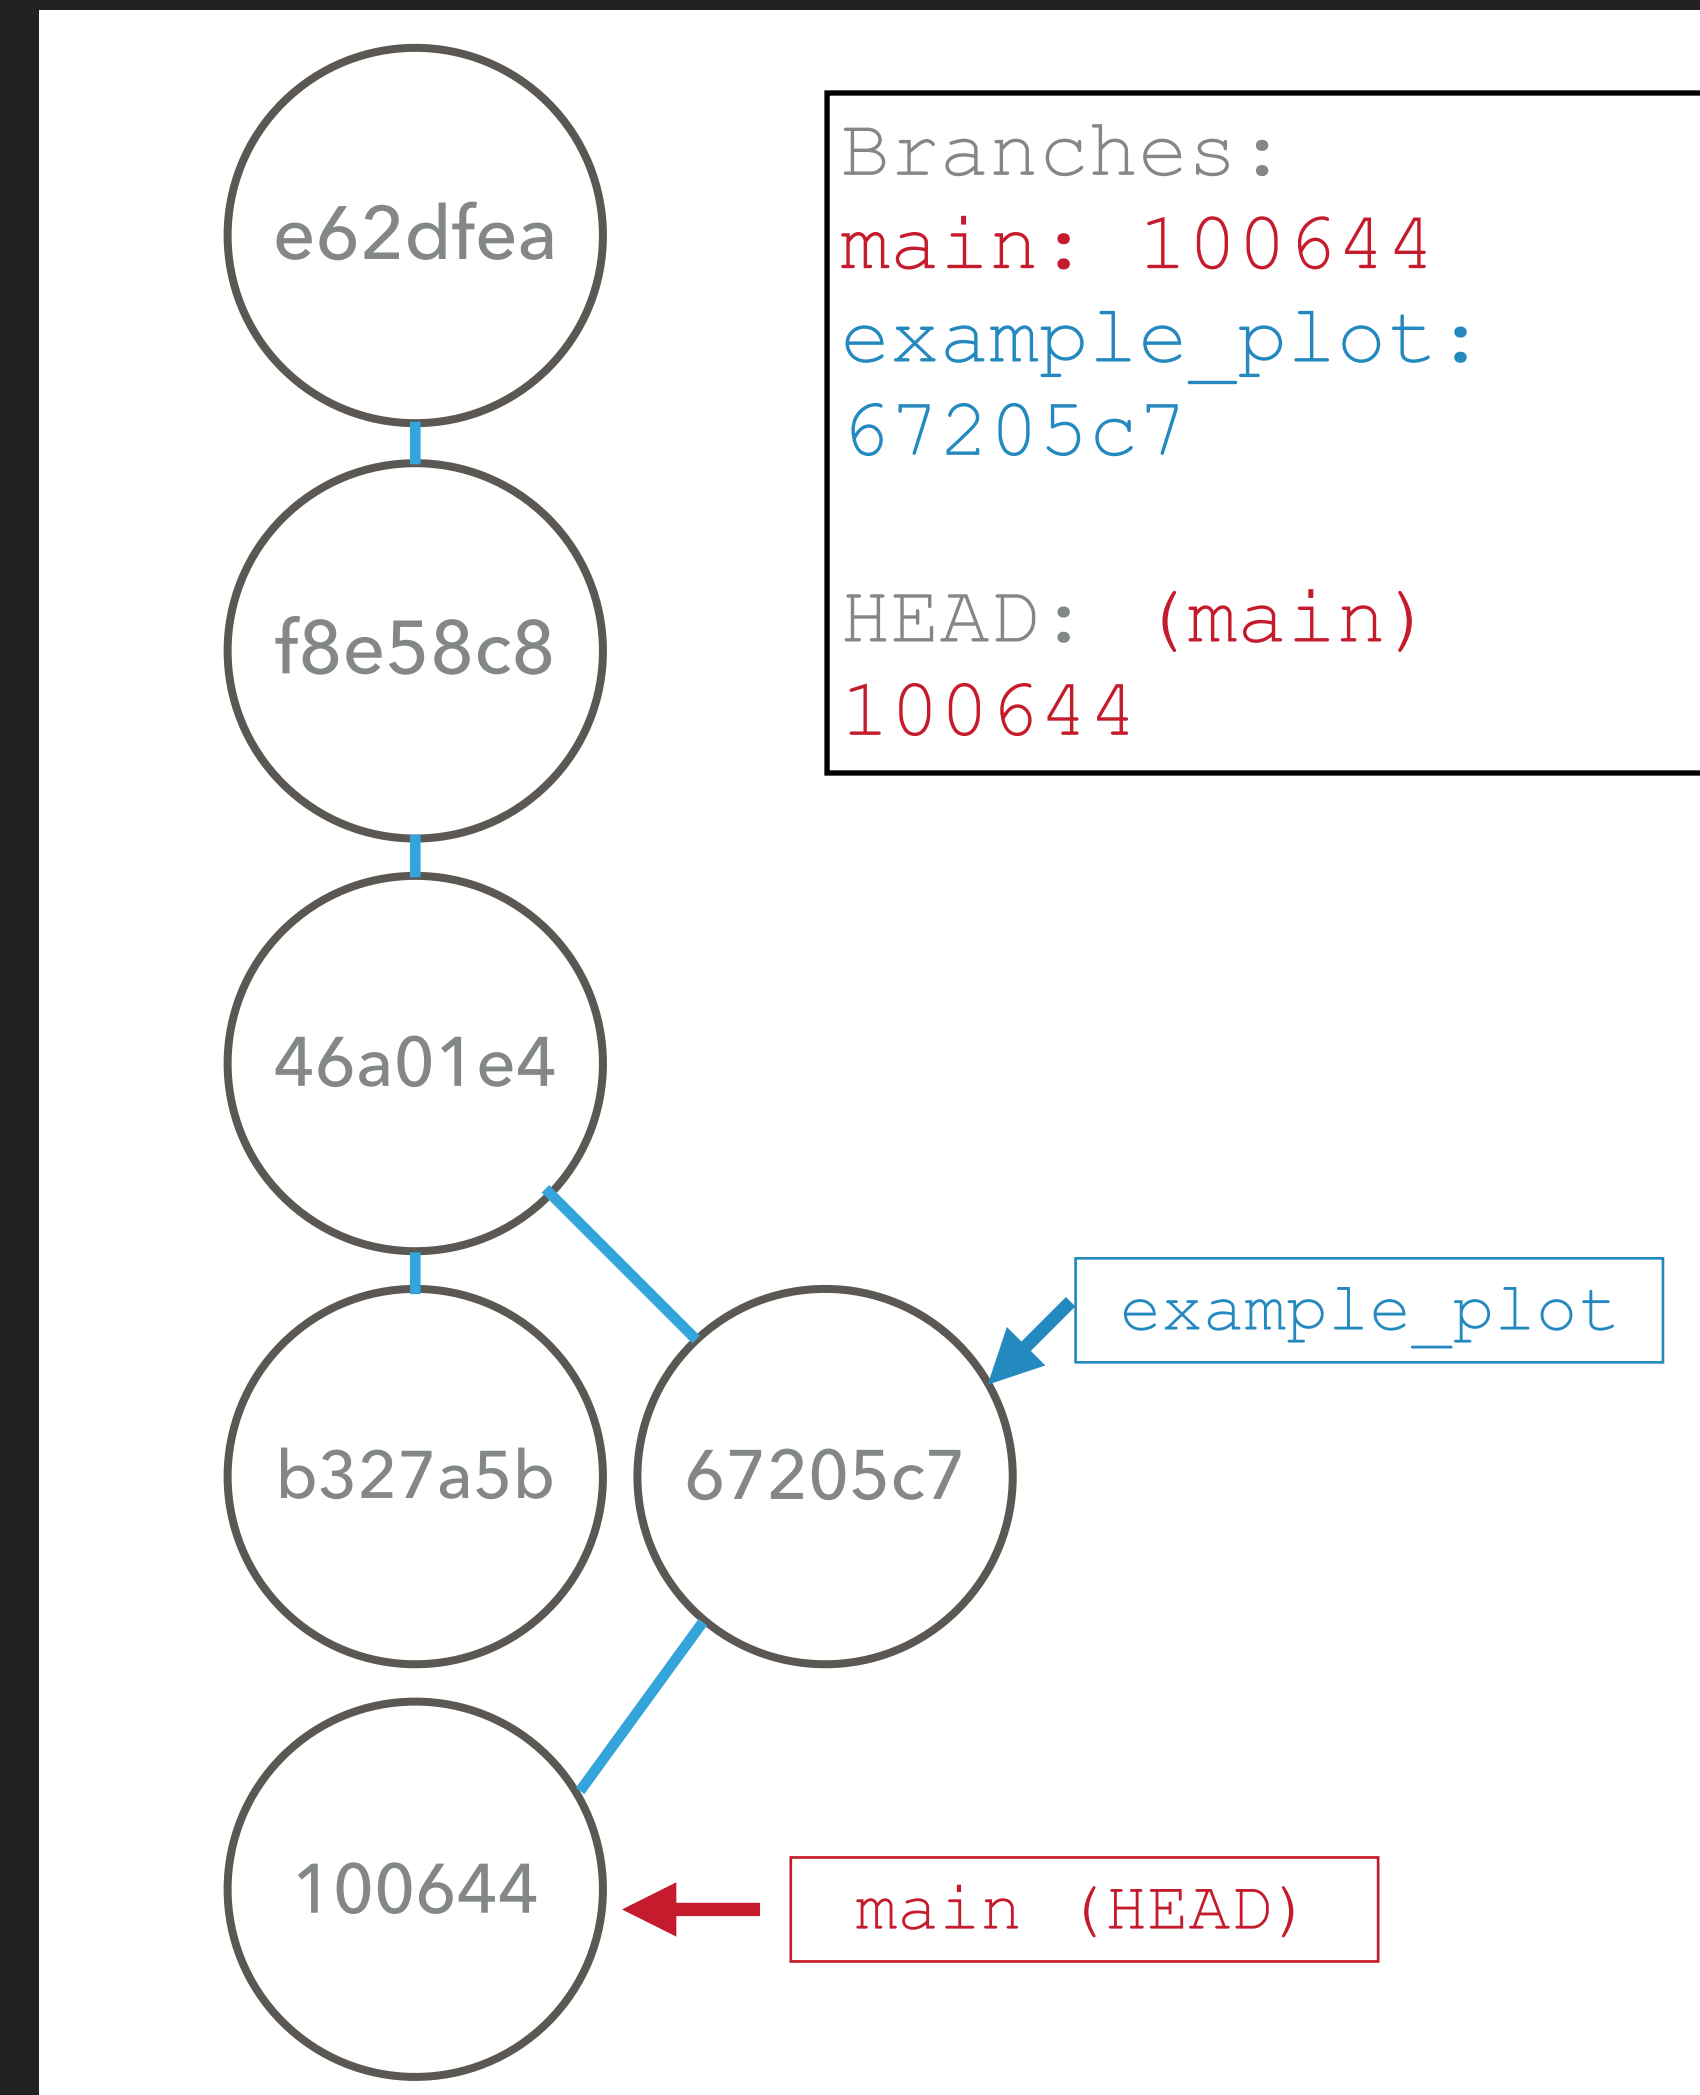 e62dfea
f8e58c8
46a01e4
b327a5b
67205c7
100644
Branches:
main: 100644
example_plot:
67205c7
HEAD: (main)
100644
example_plot
main (HEAD)